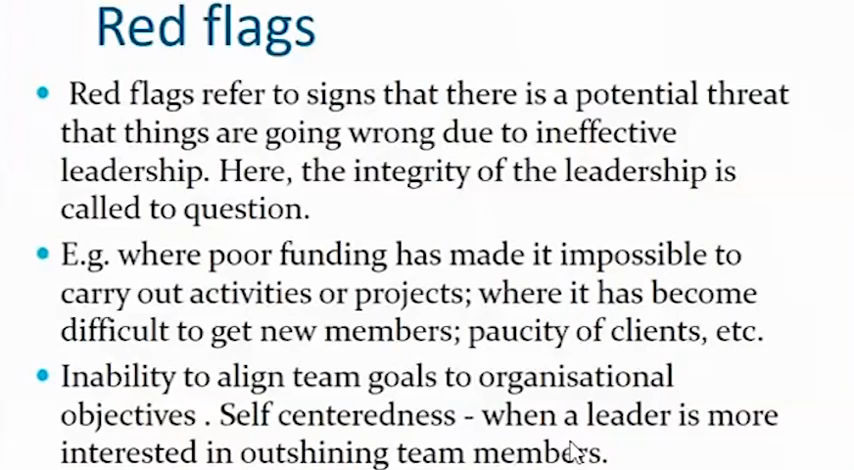 Red flags
• Red flags refer to signs that there is a potential threat
that things are going wrong due to ineffective
leadership. Here, the integrity of the leadership is
called to question.
• E.g. where poor funding has made it impossible to
carry out activities or projects; where it has become
difficult to get new members; paucity of clients, etc.
• Inability to align team goals to organisational
objectives . Self centeredness - when a leader is more
interested in outshining team members.